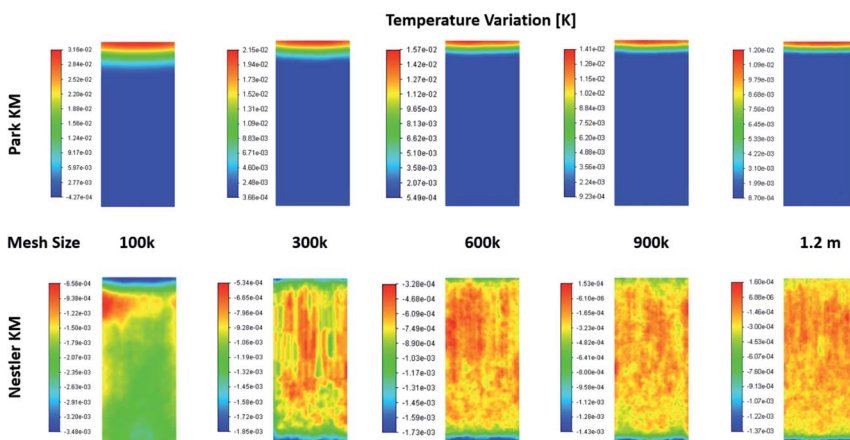 Temperature Variation [K]
Park KM
3.16e-02
2.84e-02
2.52e-02
2.20e-02
1.88e-02
1.56e-02
1.24e-02
9.17e-03
5.97e-03
2.77e-03
-4.27e-04
2.15e-02
1.94e-02
1.73e-02
1.52e-02
1.31e-02
1.09e-02
8.83e-03
6.71e-03
4.60e-03
2.48e-03
3.66e-04
1.57e-02
1.42e-02
1.27e-02
1.12e-02
9.65e-03
8.13e-03
6.62e-03
5.10e-03
3.58e-03
2.07e-03
5.49e-04
1.41e-02
1.28e-02
1.15e-02
1.02e-02
8.84e-03
7.52e-03
6.20e-03
4.88e-03
3.56e-03
2.24e-03
9.23e-04
1.20e-02
1.09e-02
9.79e-03
8.68e-03
7.56e-03
6.45e-03
5.33e-03
4.22e-03
3.10e-03
1.99e-03
8.70e-04
Mesh Size 100k 300k 600k 900k 1.2 m
Nestler KM
-6.56e-04
-9.38e-04
-1.22e-03
-1.50e-03
-1.78e-03
-2.07e-03
-2.35e-03
-2.63e-03
-2.91e-03
-3.20e-03
-3.48e-03
-5.34e-04
-6.65e-04
-7.97e-04
-9.28e-04
-1.06e-03
-1.19e-03
-1.32e-03
-1.45e-03
-1.59e-03
-1.72e-03
-1.85e-03
-3.28e-04
-4.69e-04
-6.09e-04
-7.49e-04
-8.90e-04
-1.03e-03
-1.17e-03
-1.31e-03
-1.45e-03
-1.59e-03
-1.73e-03
1.53e-04
-6.10e-06
-1.65e-04
-3.23e-04
-4.82e-04
-6.41e-04
-8.00e-04
-9.58e-04
-1.12e-03
-1.28e-03
-1.43e-03
1.60e-04
6.88e-06
-1.46e-04
-3.00e-04
-4.53e-04
-6.07e-04
-7.60e-04
-9.13e-04
-1.07e-03
-1.22e-03
-1.37e-03